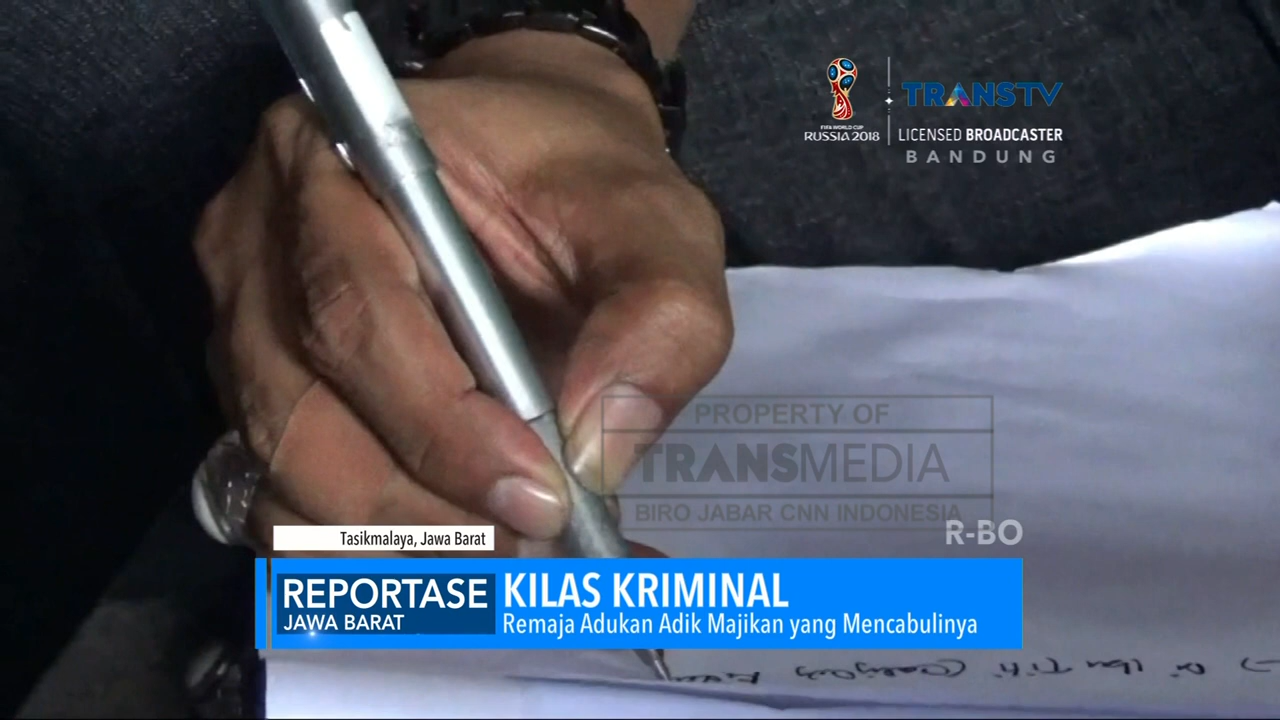 FIFA WORLD CUP
RUSSIA 2018
TRANSTV
LICENSED BROADCASTER
BANDUNG
PROPERTY OF
TRANSMEDIA
BIRO JABAR CNN INDONESIA
R-BO
Tasikmalaya, Jawa Barat
REPORTASE
JAWA BARAT
KILAS KRIMINAL
Remaja Adukan Adik Majikan yang Mencabulinya